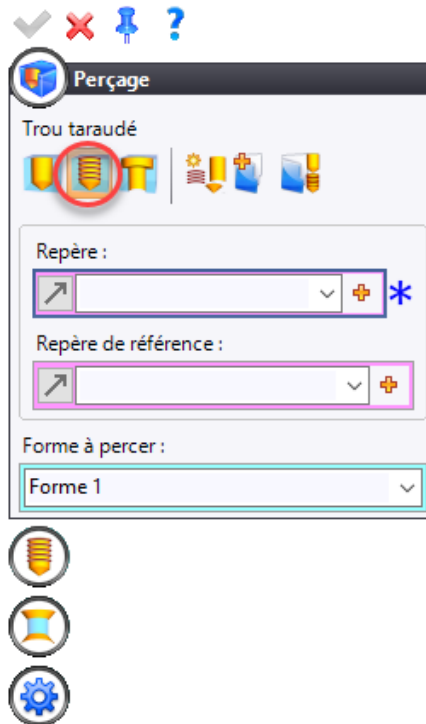 Perçage
Trou taraudé
Repère :
Repère de référence :
Forme à percer :
Forme 1